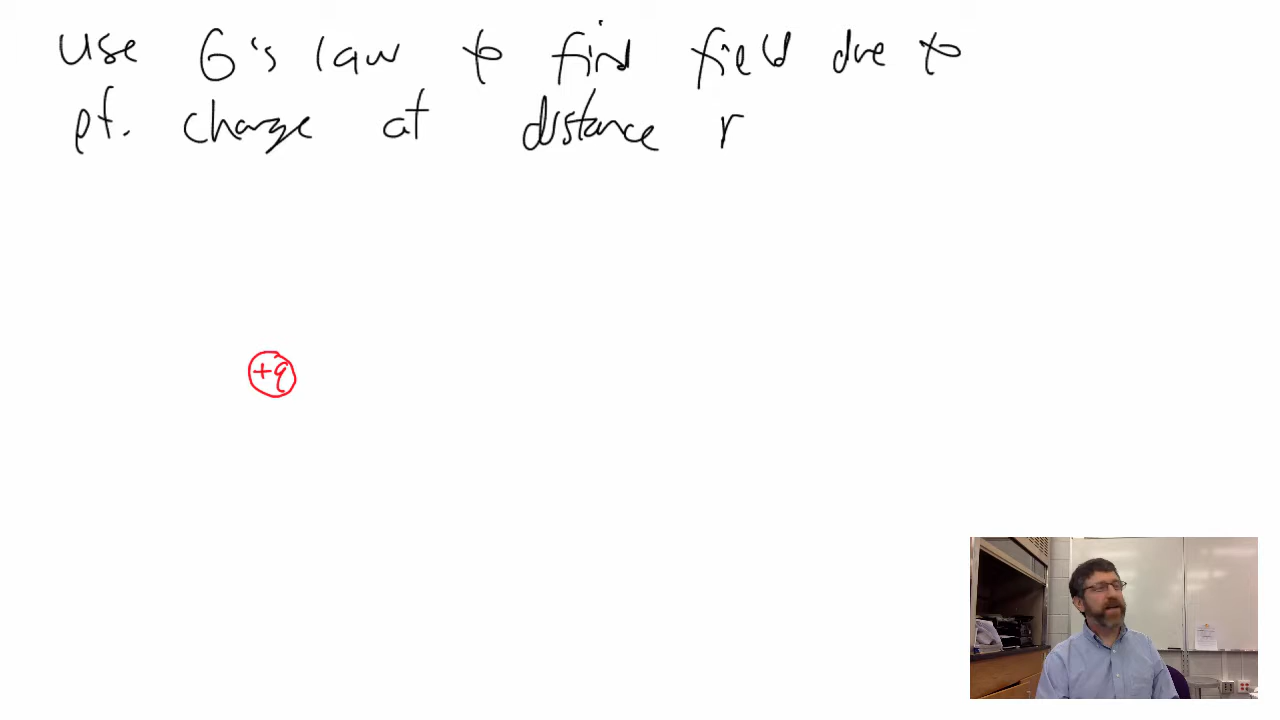 Use G's law to find field due to
pt. charge at distance r
+q